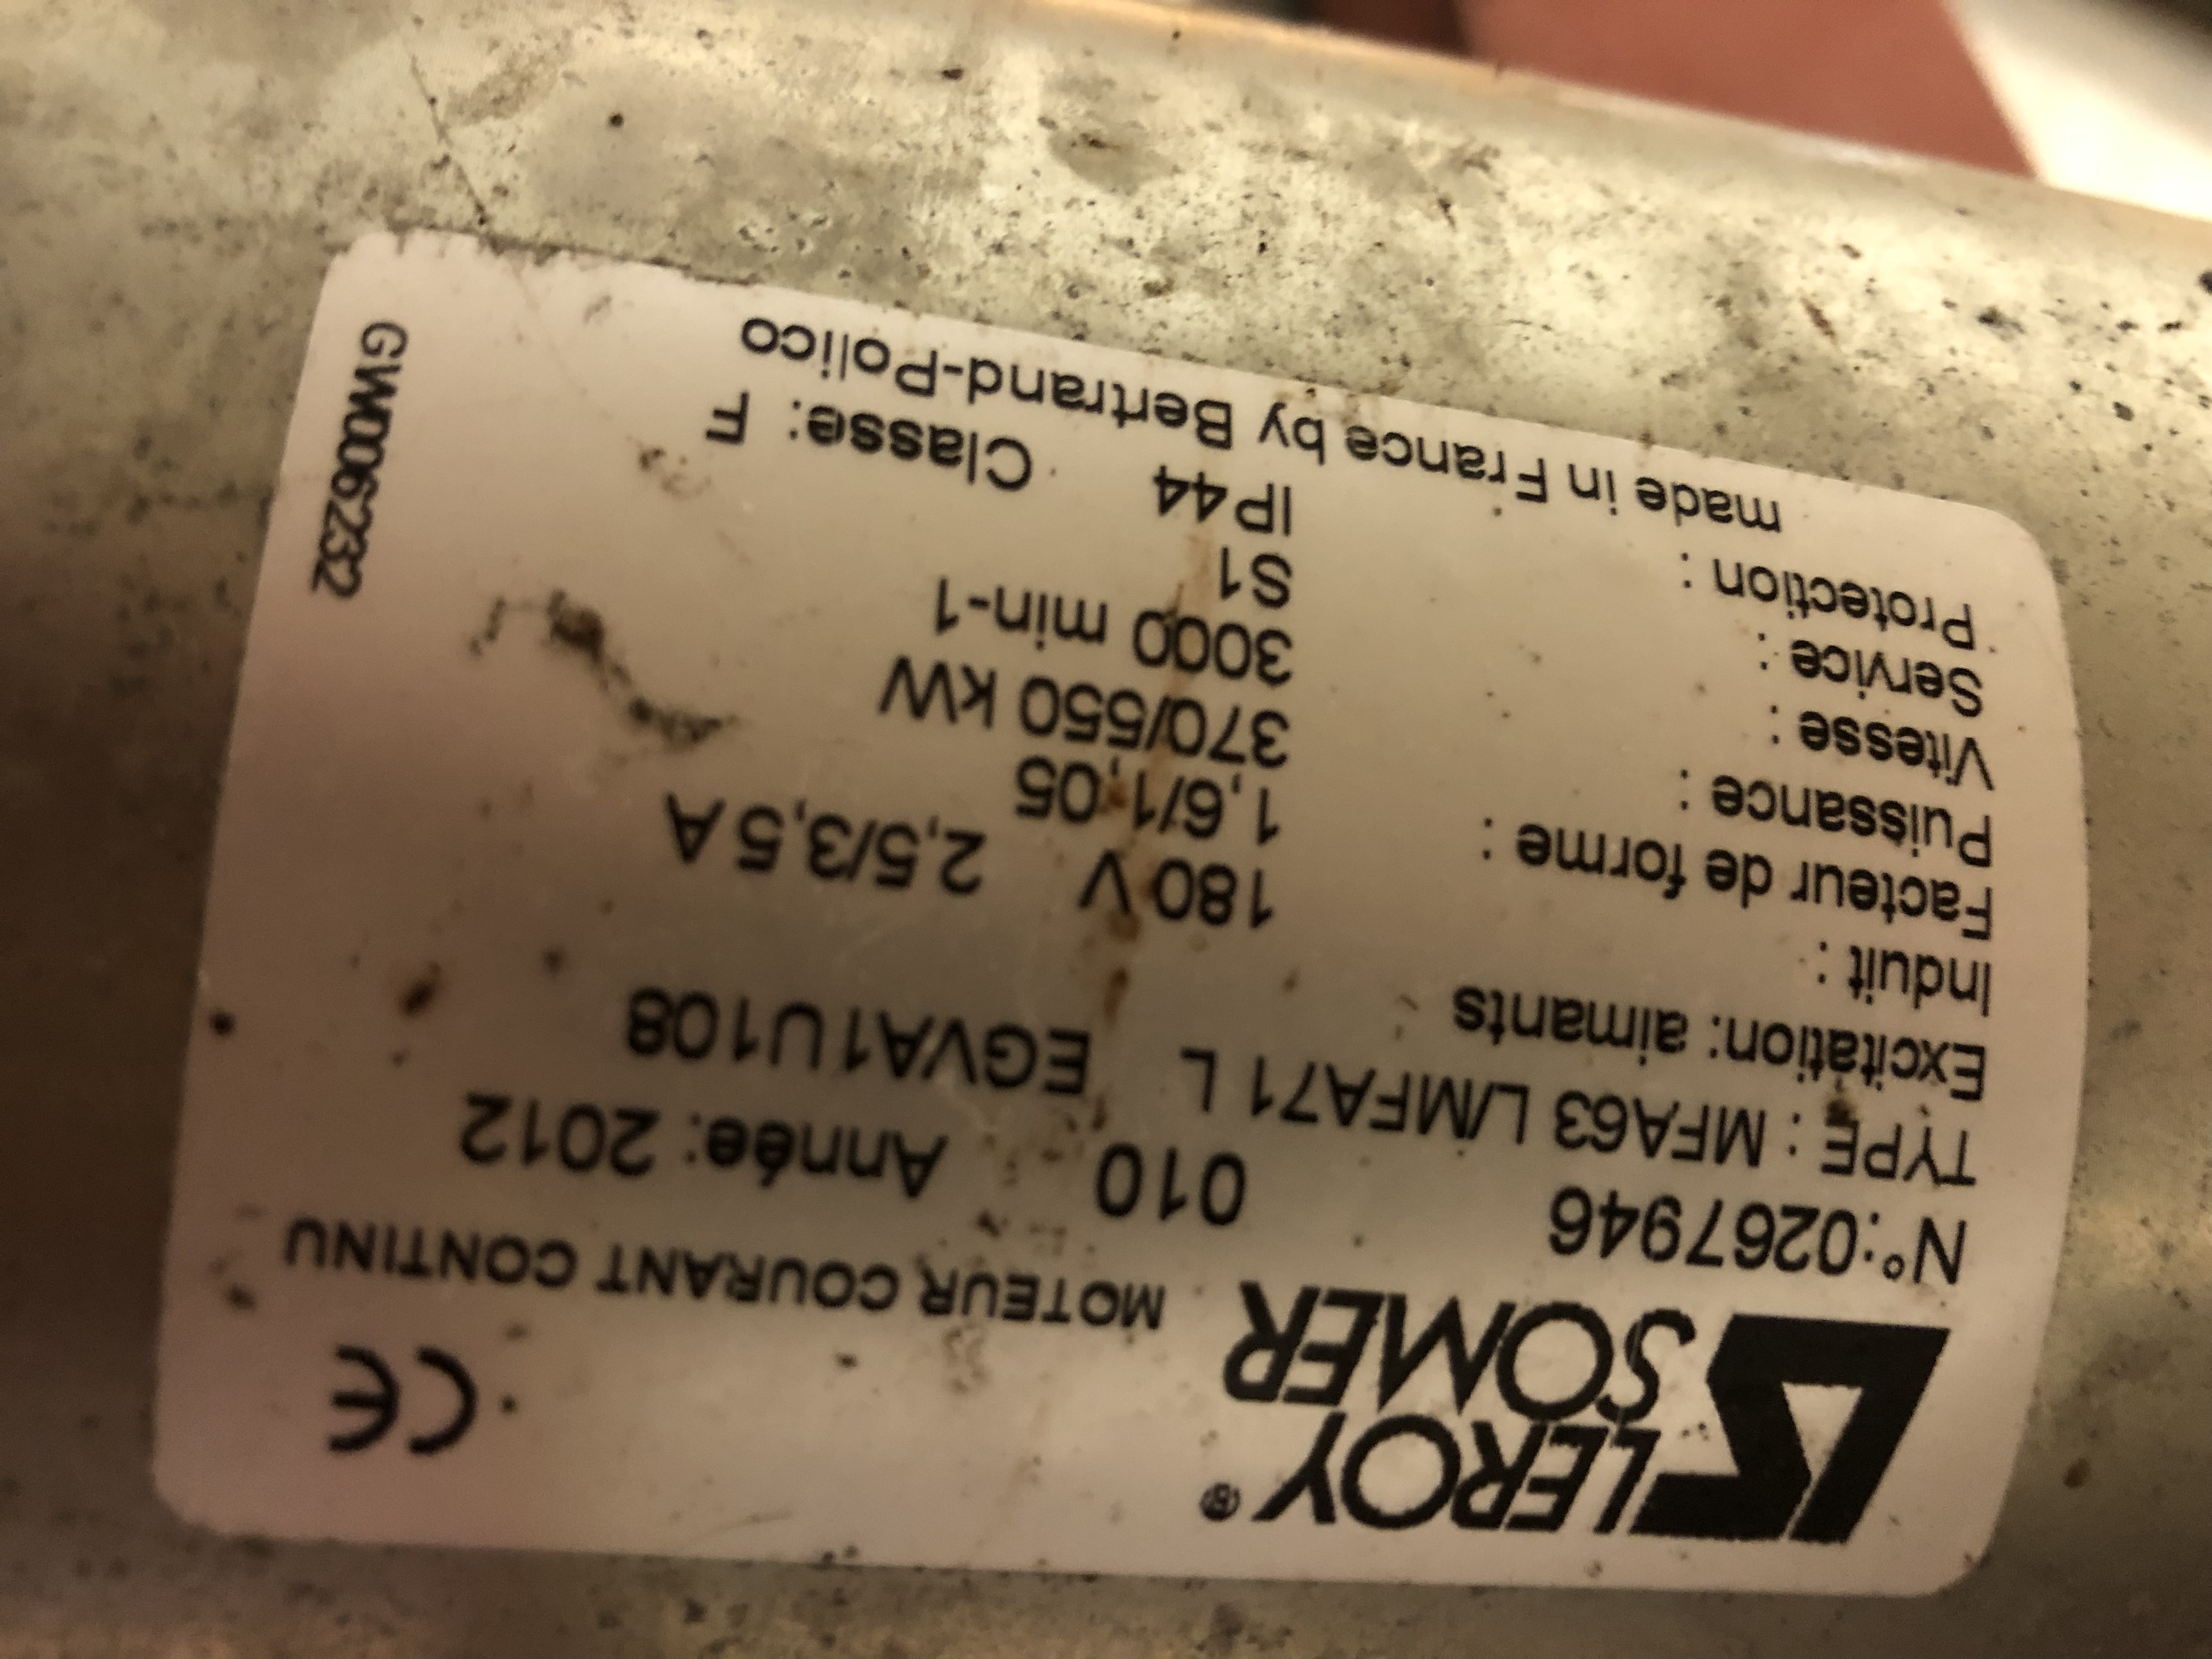 LEROY®
SOMER
CE
MOTEUR COURANT CONTINU
N°:0267946 010 Année: 2012
TYPE : MFA63 L/MFA71 L EGVA1U108
Excitation: aimants
Induit : 180 V 2,5/3,5 A
Facteur de forme : 1,6/1,05
Puissance : 370/550 kW
Vitesse : 3000 min-1
Service : S1
Protection : IP44 Classe: F
made in France by Bertrand-Polico
GW006232